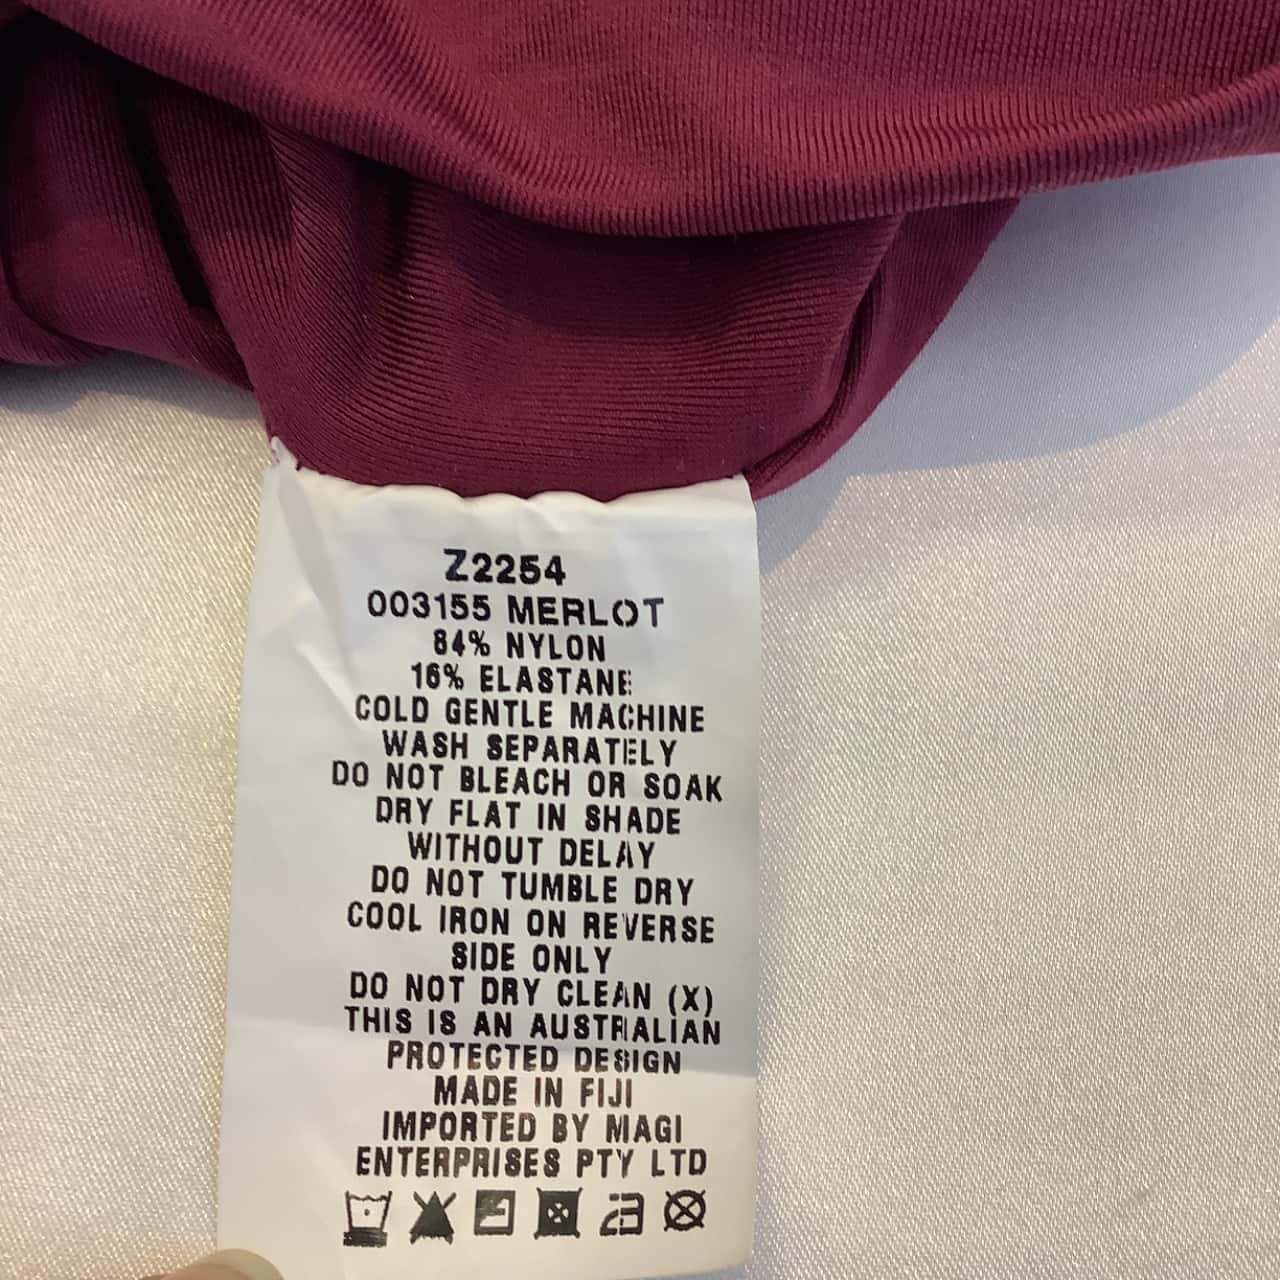 Z2254
003155 MERLOT
84% NYLON
16% ELASTANE
COLD GENTLE MACHINE
WASH SEPARATELY
DO NOT BLEACH OR SOAK
DRY FLAT IN SHADE
WITHOUT DELAY
DO NOT TUMBLE DRY
COOL IRON ON REVERSE
SIDE ONLY
DO NOT DRY CLEAN (X)
THIS IS AN AUSTRALIAN
PROTECTED DESIGN
MADE IN FIJI
IMPORTED BY MAGI
ENTERPRISES PTY LTD